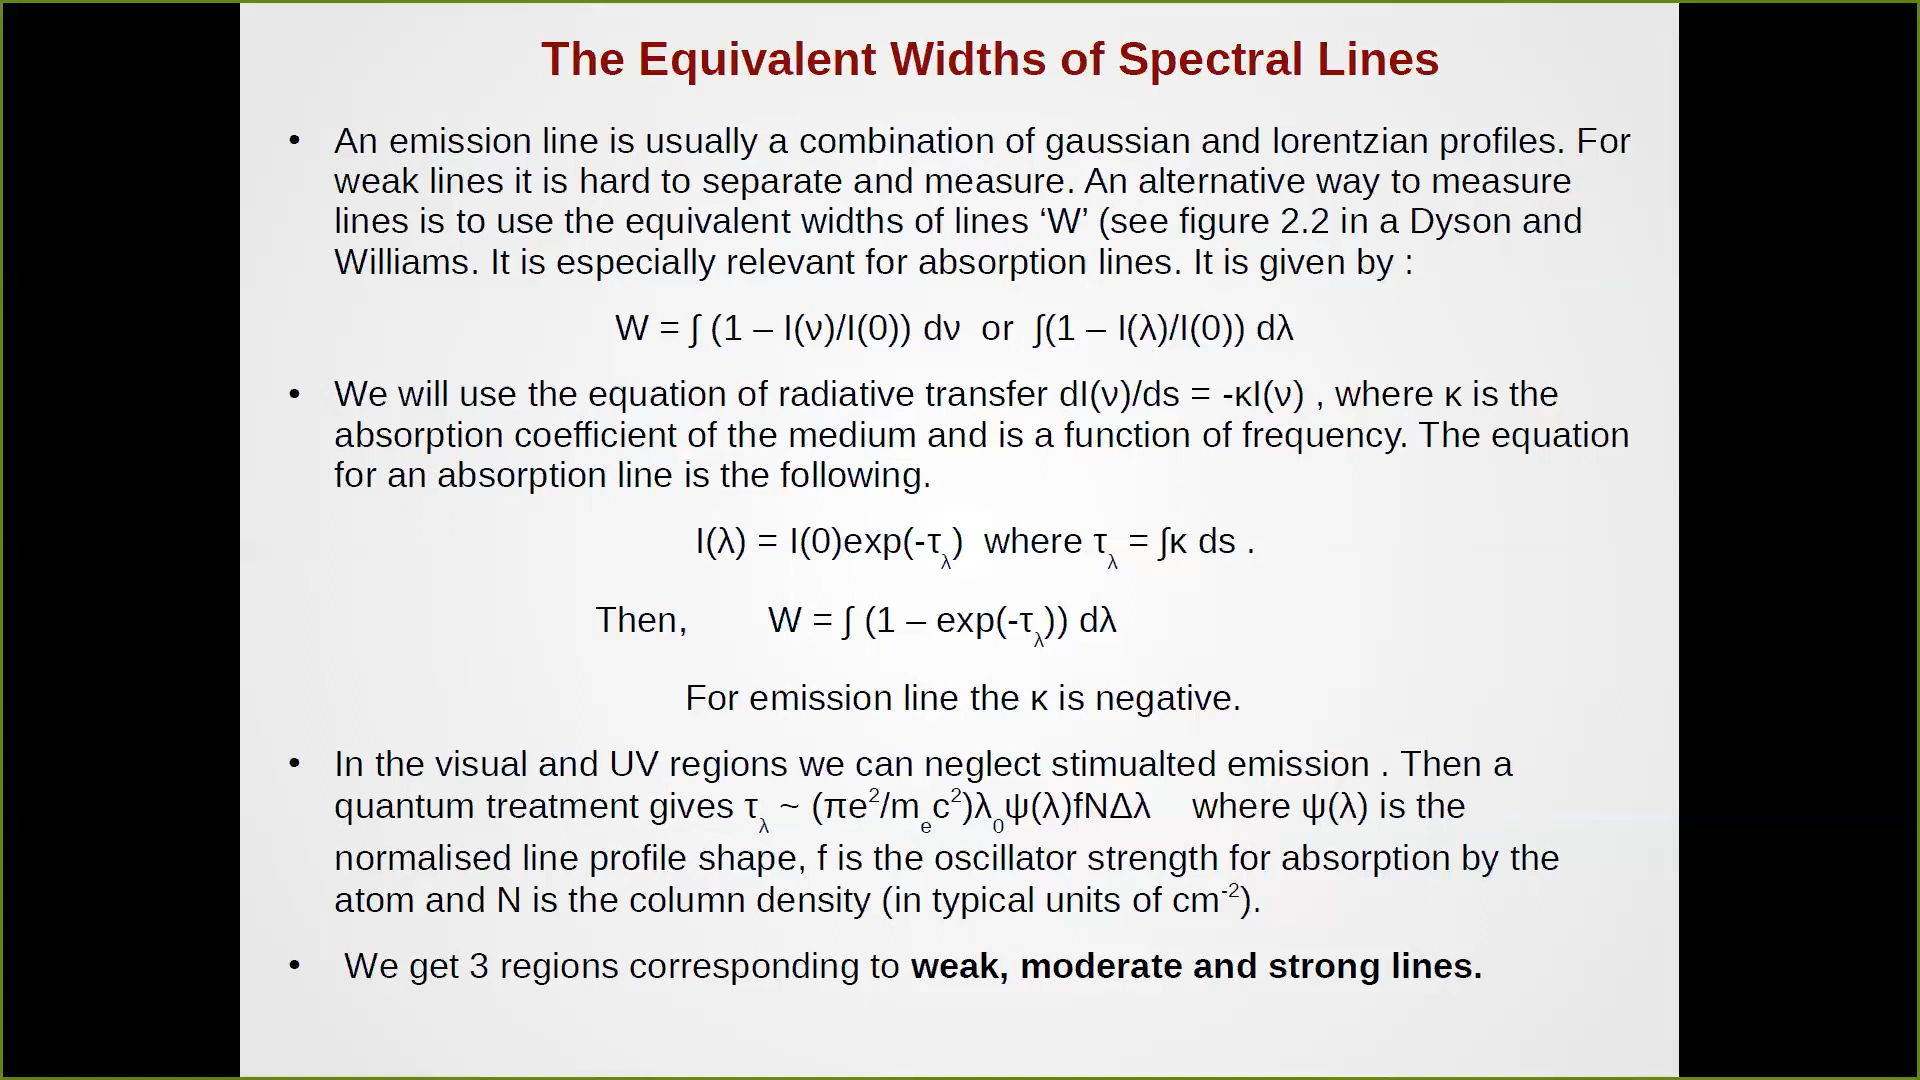 The Equivalent Widths of Spectral Lines
• An emission line is usually a combination of gaussian and lorentzian profiles. For
weak lines it is hard to separate and measure. An alternative way to measure
lines is to use the equivalent widths of lines ‘W’ (see figure 2.2 in a Dyson and
Williams. It is especially relevant for absorption lines. It is given by :
W = ∫ (1 – I(ν)/I(0)) dν or ∫(1 – I(λ)/I(0)) dλ
• We will use the equation of radiative transfer dI(ν)/ds = -κI(ν) , where κ is the
absorption coefficient of the medium and is a function of frequency. The equation
for an absorption line is the following.
I(λ) = I(0)exp(-τ_λ) where τ_λ = ∫κ ds .
Then, W = ∫ (1 – exp(-τ_λ)) dλ
For emission line the κ is negative.
• In the visual and UV regions we can neglect stimualted emission . Then a
quantum treatment gives τ_λ ~ (πe²/m_ec²)λ₀ψ(λ)fNΔλ where ψ(λ) is the
normalised line profile shape, f is the oscillator strength for absorption by the
atom and N is the column density (in typical units of cm⁻²).
• We get 3 regions corresponding to weak, moderate and strong lines.